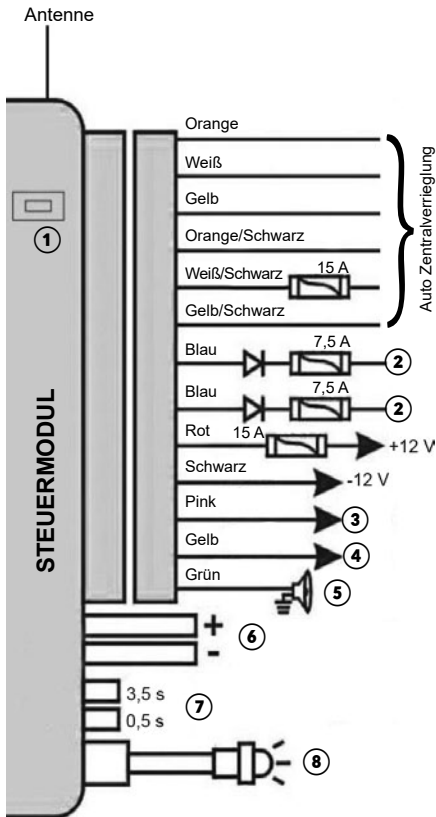 Antenne
Orange
Weiß
Gelb
Orange/Schwarz
Weiß/Schwarz 15 A
Gelb/Schwarz
Auto Zentralverrieglung
1
Blau 7,5 A 2
Blau 7,5 A 2
Rot 15 A +12 V
Schwarz -12 V
Pink 3
Gelb 4
Grün 5
STEUERMODUL
+
- 6
3,5 s
0,5 s 7
8